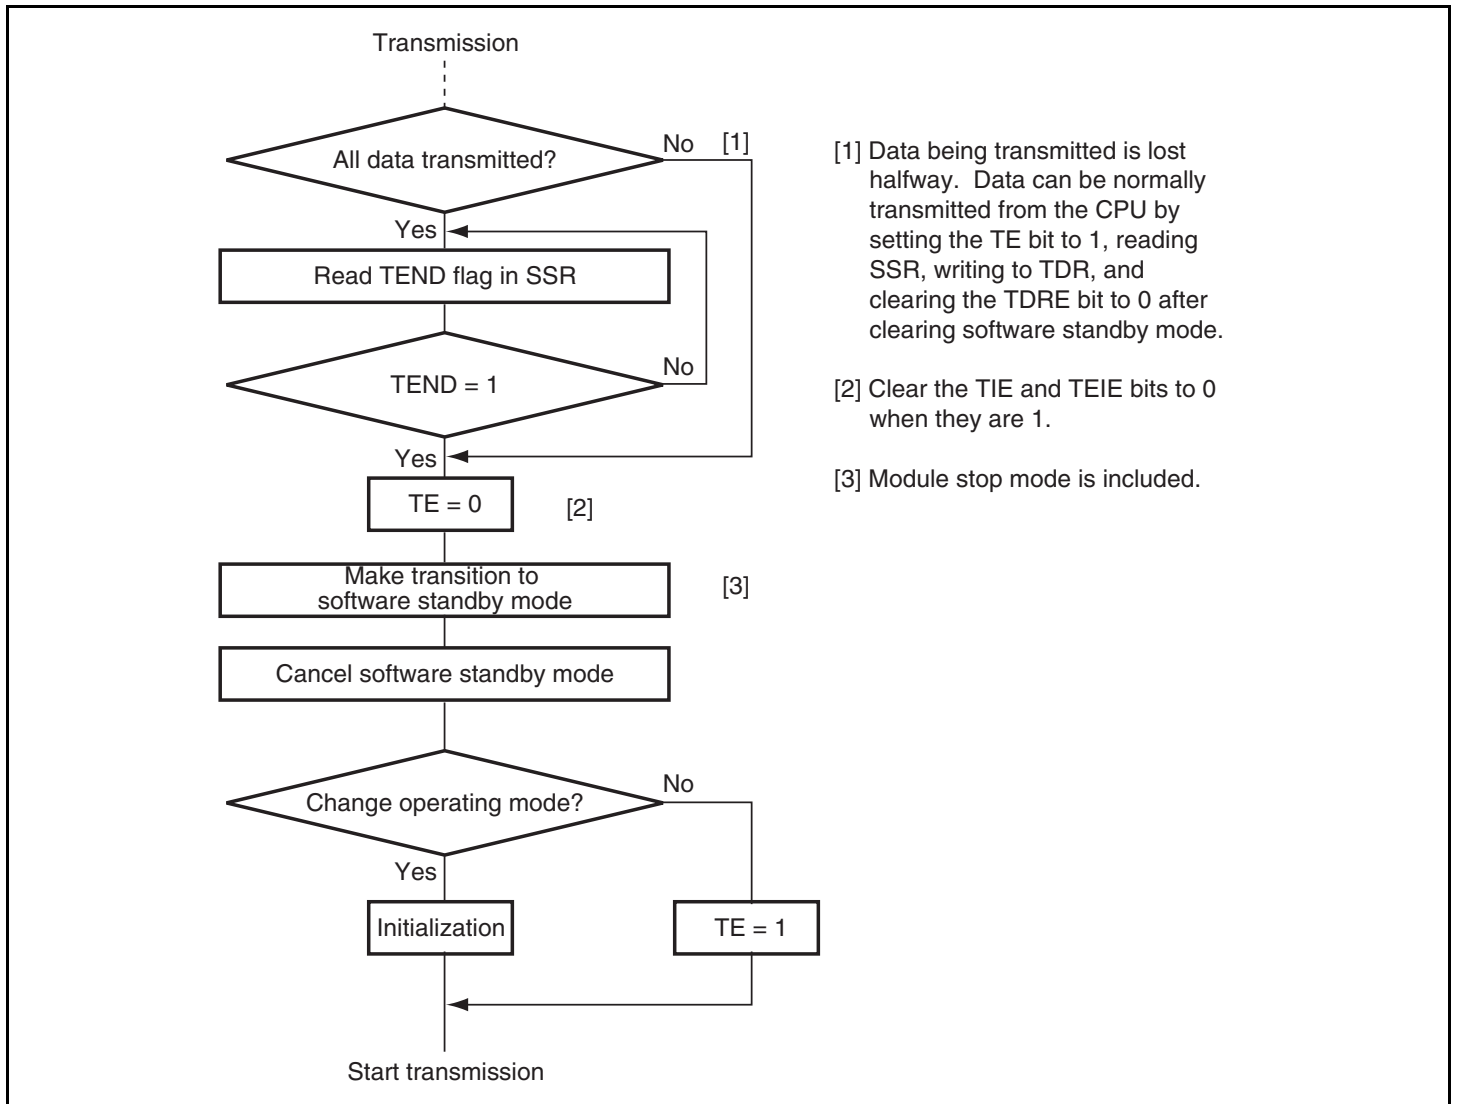 Transmission
All data transmitted?
No [1]
Yes
Read TEND flag in SSR
TEND = 1
No
Yes
TE = 0
[2]
Make transition to
software standby mode
[3]
Cancel software standby mode
Change operating mode?
No
Yes
Initialization
TE = 1
Start transmission
[1] Data being transmitted is lost
halfway.  Data can be normally
transmitted from the CPU by
setting the TE bit to 1, reading
SSR, writing to TDR, and
clearing the TDRE bit to 0 after
clearing software standby mode.
[2] Clear the TIE and TEIE bits to 0
when they are 1.
[3] Module stop mode is included.